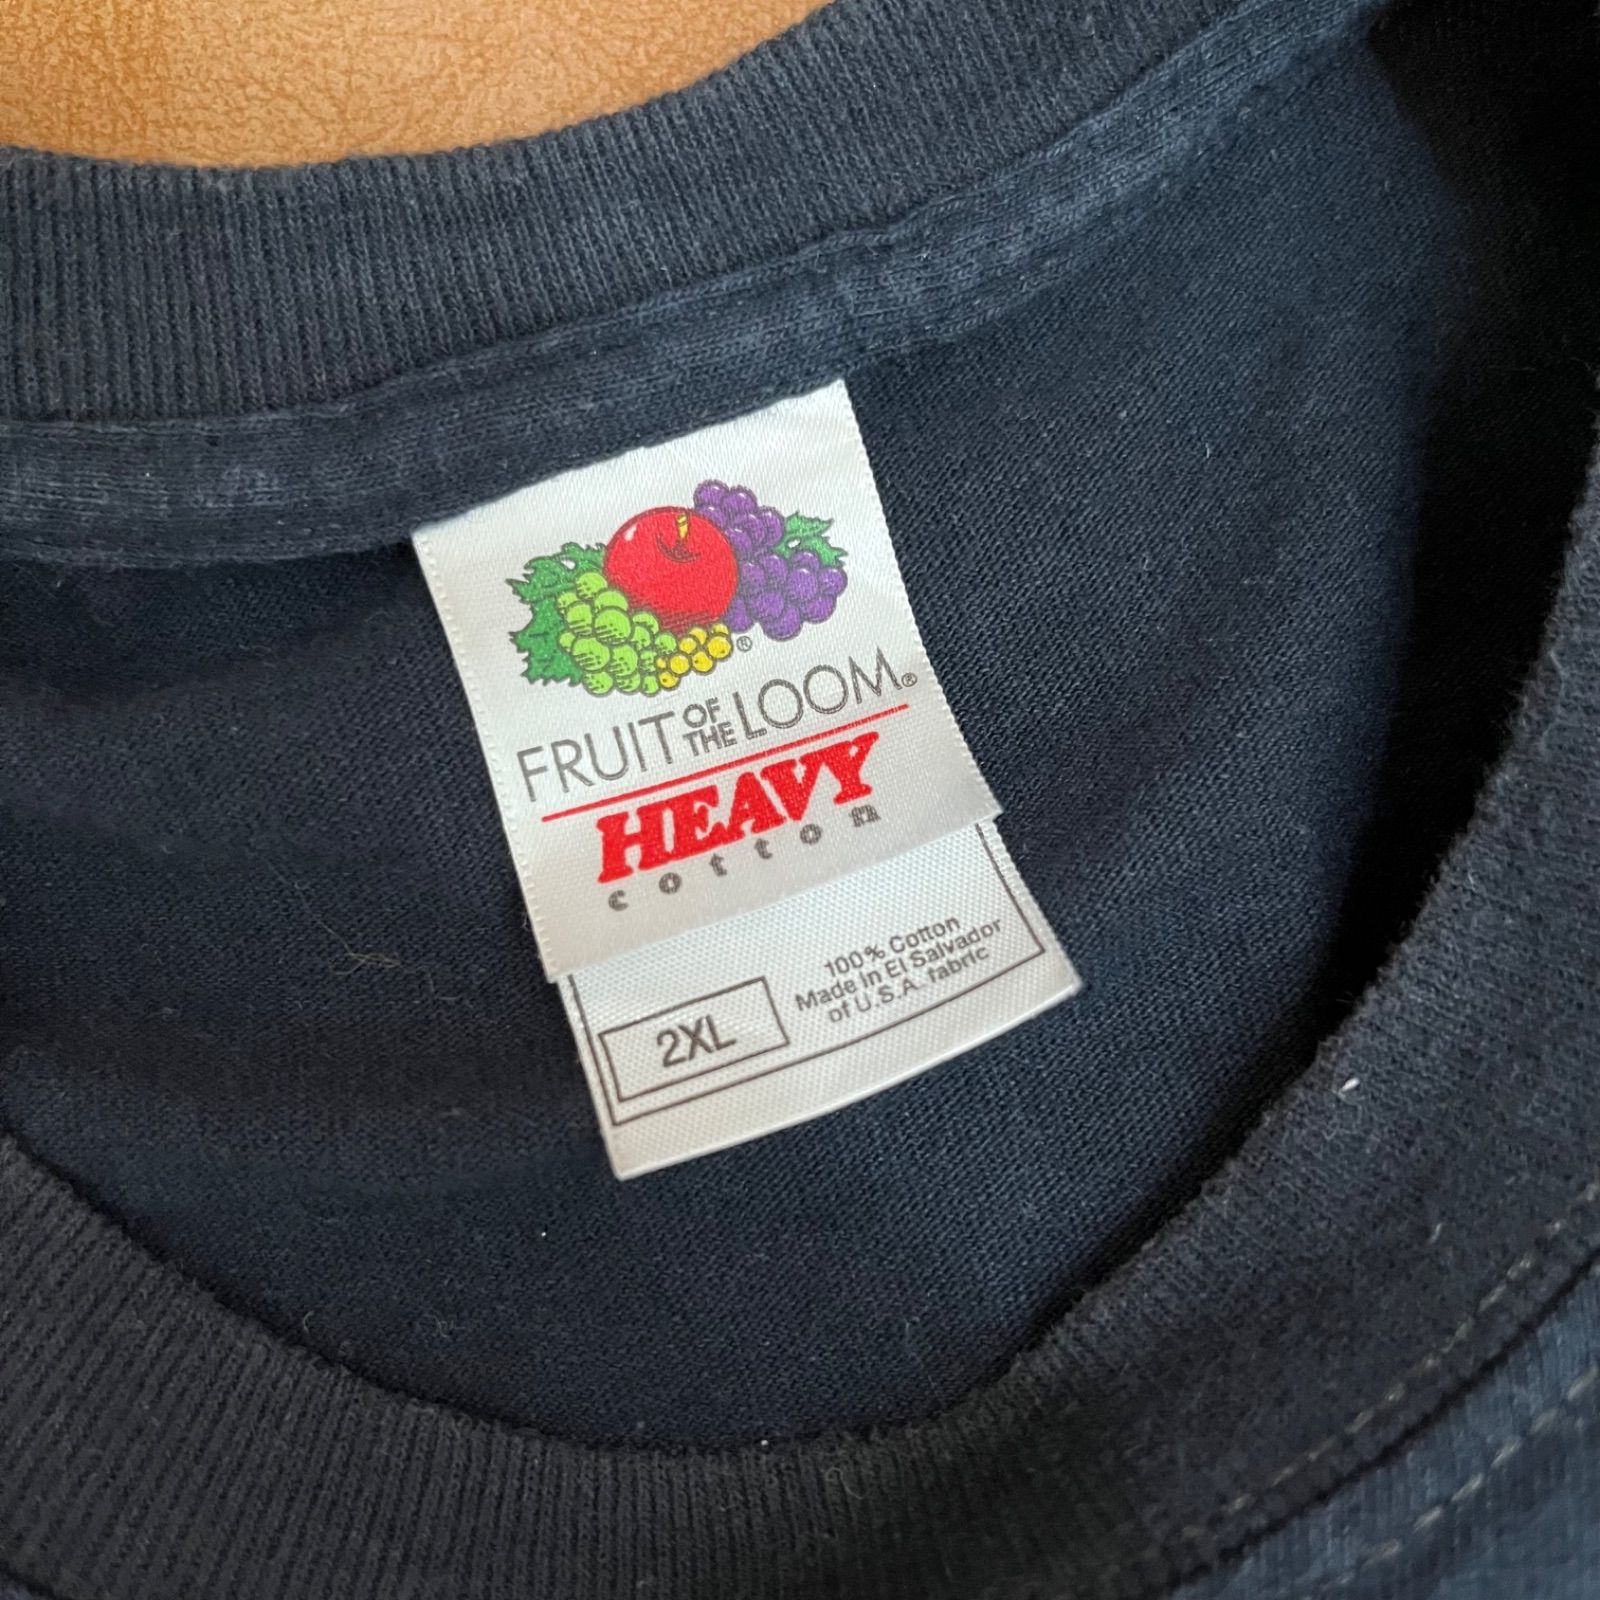 ®
FRUIT OF THE LOOM®
HEAVY
cotton
2XL
100% Cotton
Made in El Salvador
of U.S.A. fabric